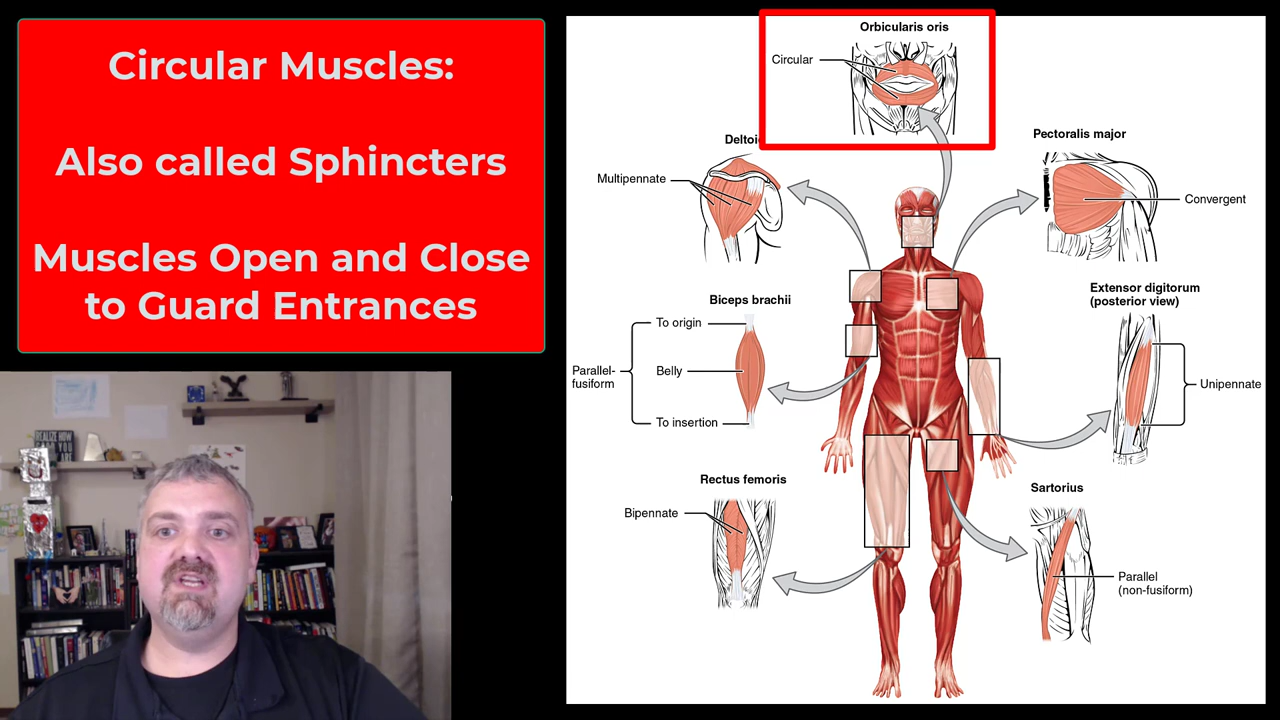 Circular Muscles:
Also called Sphincters
Muscles Open and Close
to Guard Entrances
Orbicularis oris
Circular
Deltoi
Multipennate
Pectoralis major
Convergent
Biceps brachii
To origin
Parallel-
fusiform
Belly
To insertion
Extensor digitorum
(posterior view)
Unipennate
Rectus femoris
Bipennate
Sartorius
Parallel
(non-fusiform)
REALIZE HOW